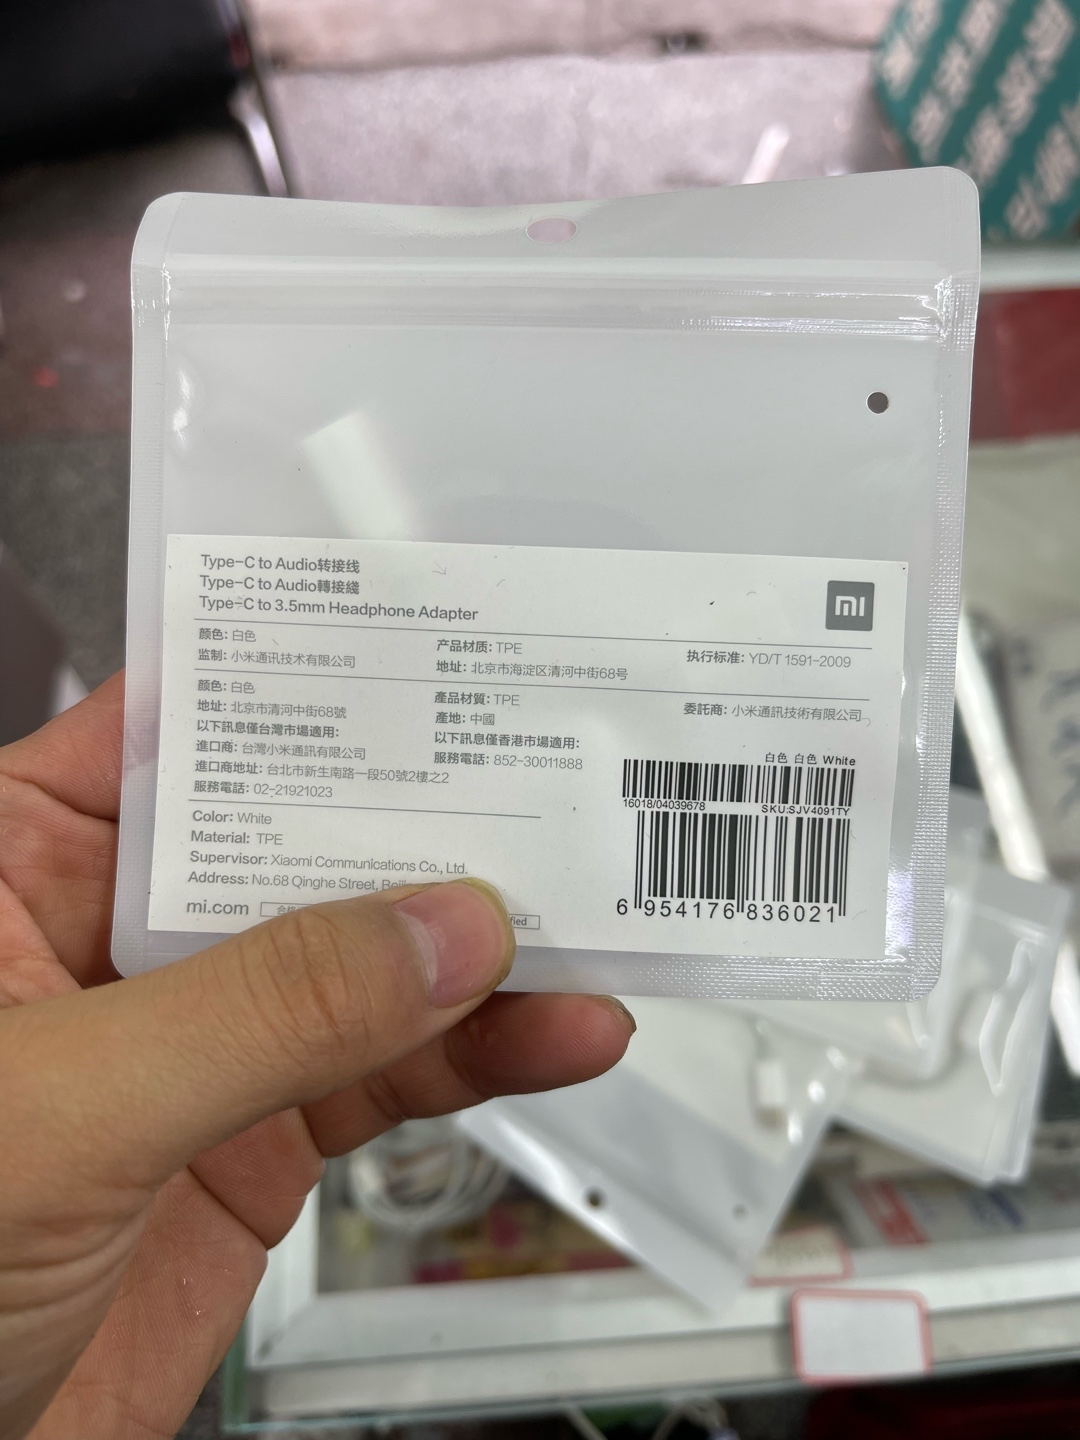 Type-C to Audio转接线
Type-C to Audio轉接綫
Type-C to 3.5mm Headphone Adapter
mi
颜色: 白色
产品材质: TPE
执行标准: YD/T 1591-2009
监制: 小米通讯技术有限公司
地址: 北京市海淀区清河中街68号
颜色: 白色
產品材質: TPE
委託商: 小米通訊技術有限公司
地址: 北京市清河中街68號
產地: 中國
以下訊息僅台灣市場適用:
以下訊息僅香港市場適用:
進口商: 台灣小米通訊有限公司
服務電話: 852-30011888
進口商地址: 台北市新生南路一段50號2樓之2
服務電話: 02-21921023
白色 白色 White
16018/04039678 SKU:SJV4091TY
6 954176 836021
Color: White
Material: TPE
Supervisor: Xiaomi Communications Co., Ltd.
Address: No.68 Qinghe Street,
mi.com